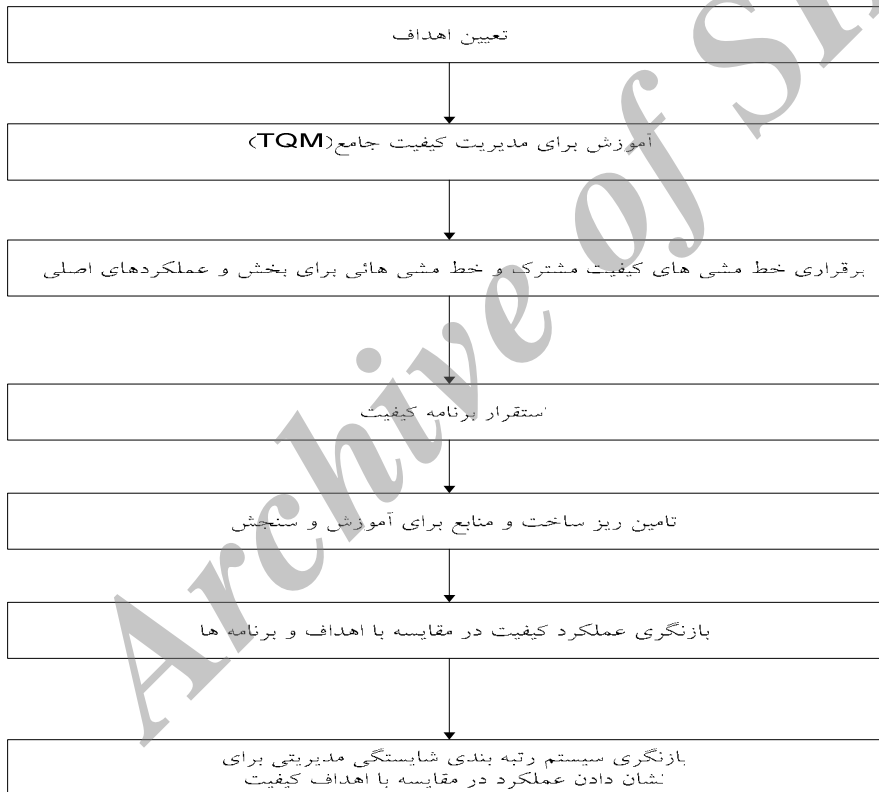 تعیین اهداف
آموزش برای مدیریت کیفیت جامع(TQM)
برقراری خط مشی های کیفیت مشترک و خط مشی هائی برای بخش و عملکردهای اصلی
استقرار برنامه کیفیت
تامین ریز ساخت و منابع برای آموزش و سنجش
بازنگری عملکرد کیفیت در مقایسه با اهداف و برنامه ها
بازنگری سیستم رتبه بندی شایستگی مدیریتی برای
نشان دادن عملکرد در مقایسه با اهداف کیفیت
Archive of